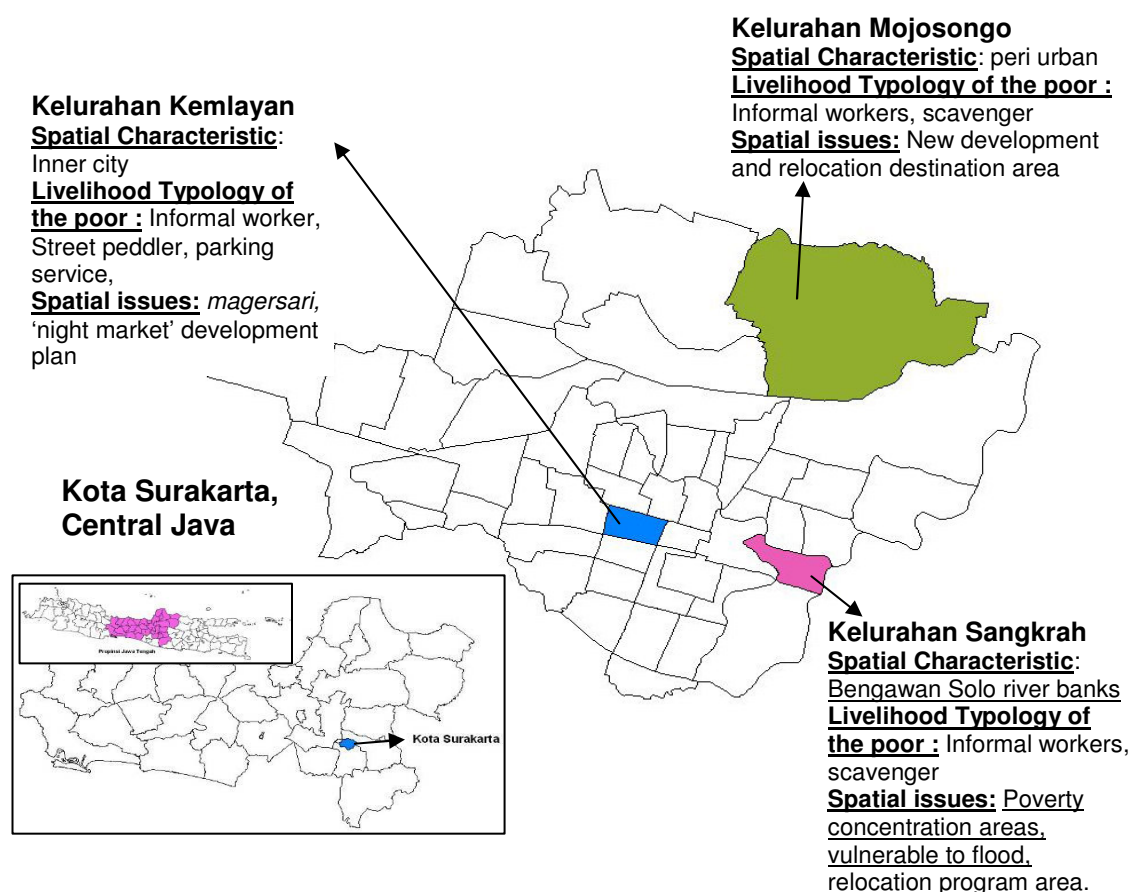 Kelurahan Mojosongo
Spatial Characteristic: peri urban
Livelihood Typology of the poor :
Informal workers, scavenger
Spatial issues: New development
and relocation destination area
Kelurahan Kemlayan
Spatial Characteristic:
Inner city
Livelihood Typology of
the poor : Informal worker,
Street peddler, parking
service,
Spatial issues: magersari,
‘night market’ development
plan
Kota Surakarta,
Central Java
Propinsi Jawa Tengah
Kota Surakarta
Kelurahan Sangkrah
Spatial Characteristic:
Bengawan Solo river banks
Livelihood Typology of
the poor : Informal workers,
scavenger
Spatial issues: Poverty
concentration areas,
vulnerable to flood,
relocation program area.